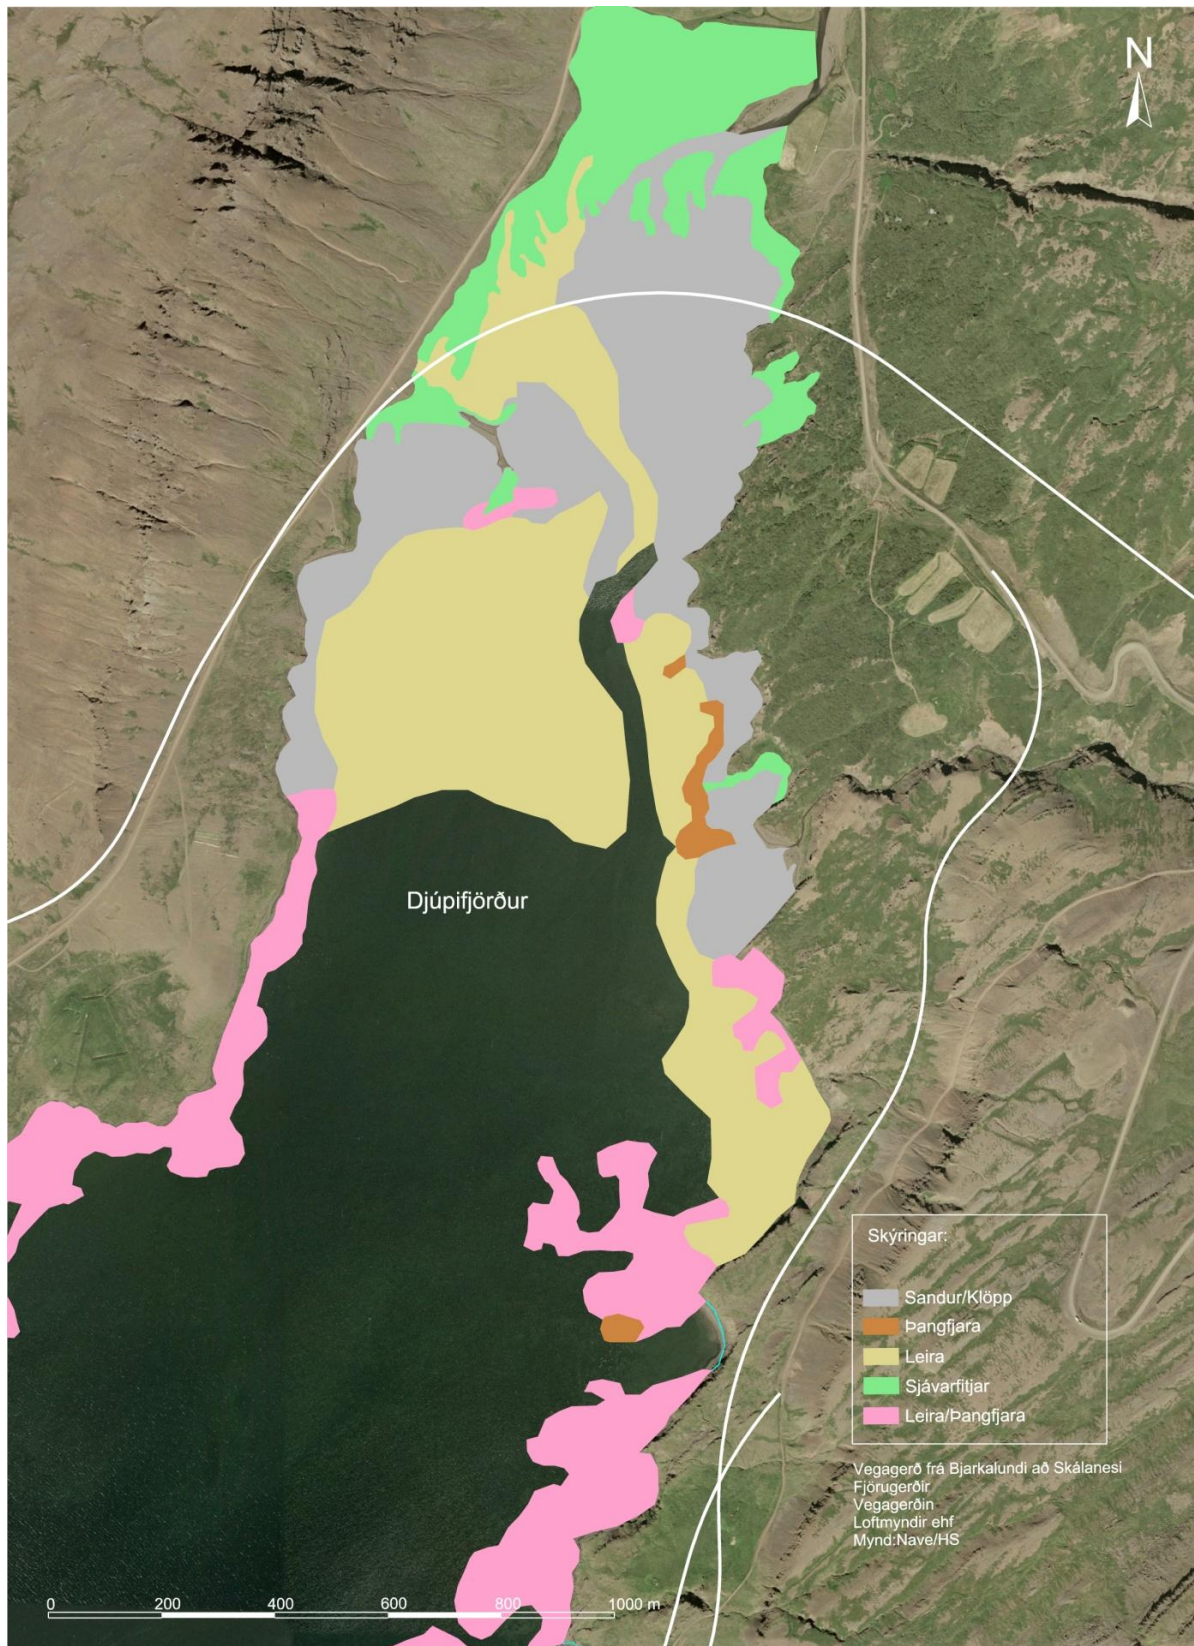 N
Djúpifjörður
Skýringar:
Sandur/Klöpp
Þangfjara
Leira
Sjávarfitjar
Leira/Þangfjara
Vegagerð frá Bjarkalundi að Skálanesi
Fjörugerðir
Vegagerðin
Loftmyndir ehf
Mynd:Nave/HS
0 200 400 600 800 1000 m